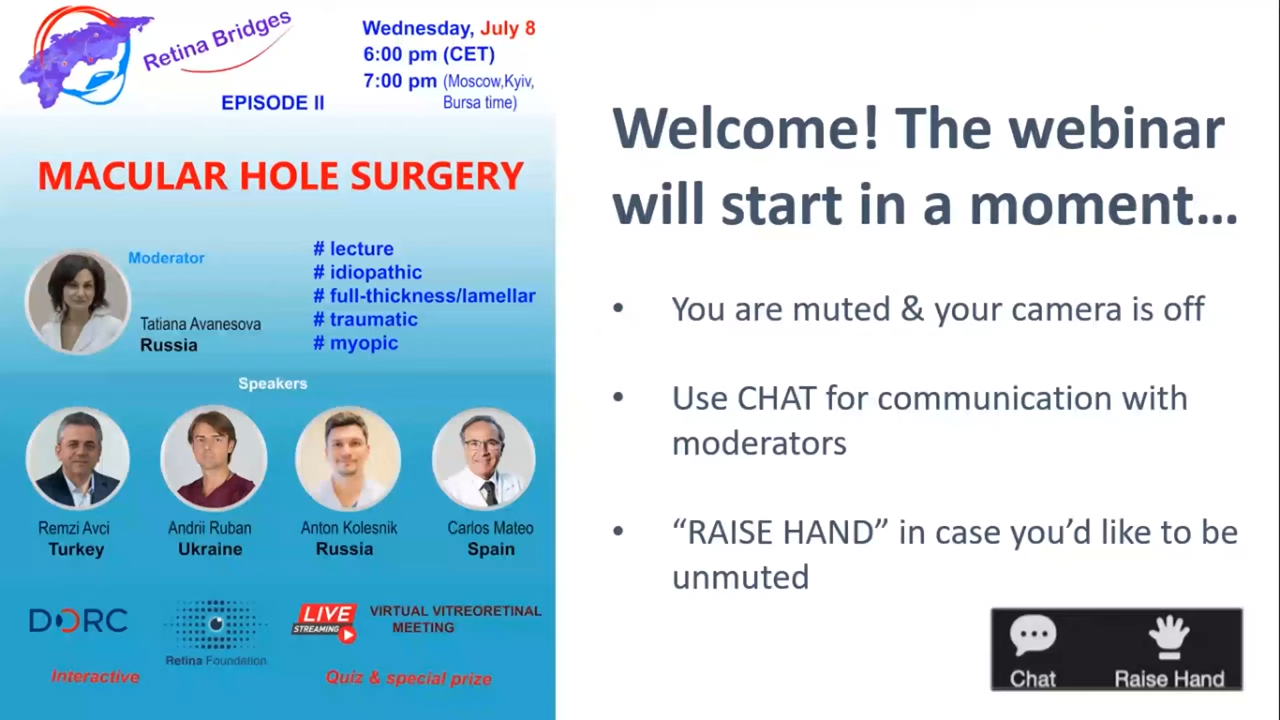 Retina Bridges
Wednesday, July 8
6:00 pm (CET)
7:00 pm (Moscow,Kyiv,
Bursa time)
EPISODE II
MACULAR HOLE SURGERY
Moderator
Tatiana Avanesova
Russia
# lecture
# idiopathic
# full-thickness/lamellar
# traumatic
# myopic
Speakers
Remzi Avci
Turkey
Andrii Ruban
Ukraine
Anton Kolesnik
Russia
Carlos Mateo
Spain
DORC
Retina Foundation
LIVE
STREAMING
VIRTUAL VITREORETINAL
MEETING
Interactive
Quiz & special prize
Welcome! The webinar
will start in a moment…
• You are muted & your camera is off
• Use CHAT for communication with
moderators
• “RAISE HAND” in case you’d like to be
unmuted
Chat
Raise Hand